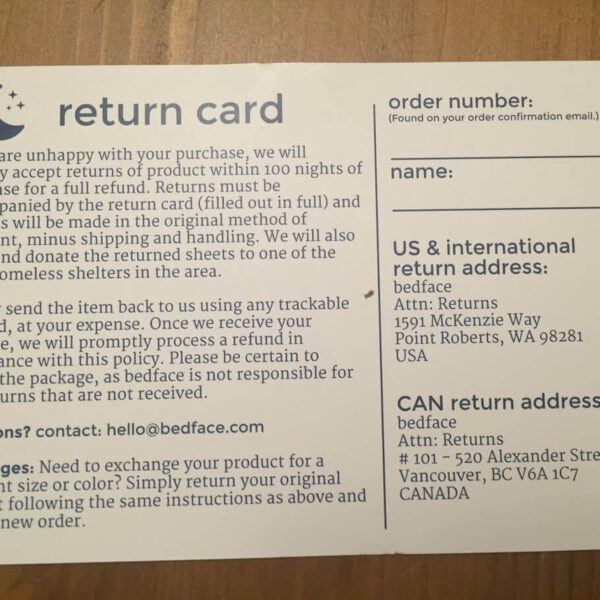 return card
are unhappy with your purchase, we will
y accept returns of product within 100 nights of
se for a full refund. Returns must be
panied by the return card (filled out in full) and
s will be made in the original method of
nt, minus shipping and handling. We will also
nd donate the returned sheets to one of the
omeless shelters in the area.
send the item back to us using any trackable
d, at your expense. Once we receive your
e, we will promptly process a refund in
ance with this policy. Please be certain to
the package, as bedface is not responsible for
urns that are not received.
ons? contact: hello@bedface.com
ges: Need to exchange your product for a
nt size or color? Simply return your original
t following the same instructions as above and
new order.
order number:
(Found on your order confirmation email.)
name:
US & international
return address:
bedface
Attn: Returns
1591 McKenzie Way
Point Roberts, WA 98281
USA
CAN return address
bedface
Attn: Returns
# 101 - 520 Alexander Stre
Vancouver, BC V6A 1C7
CANADA